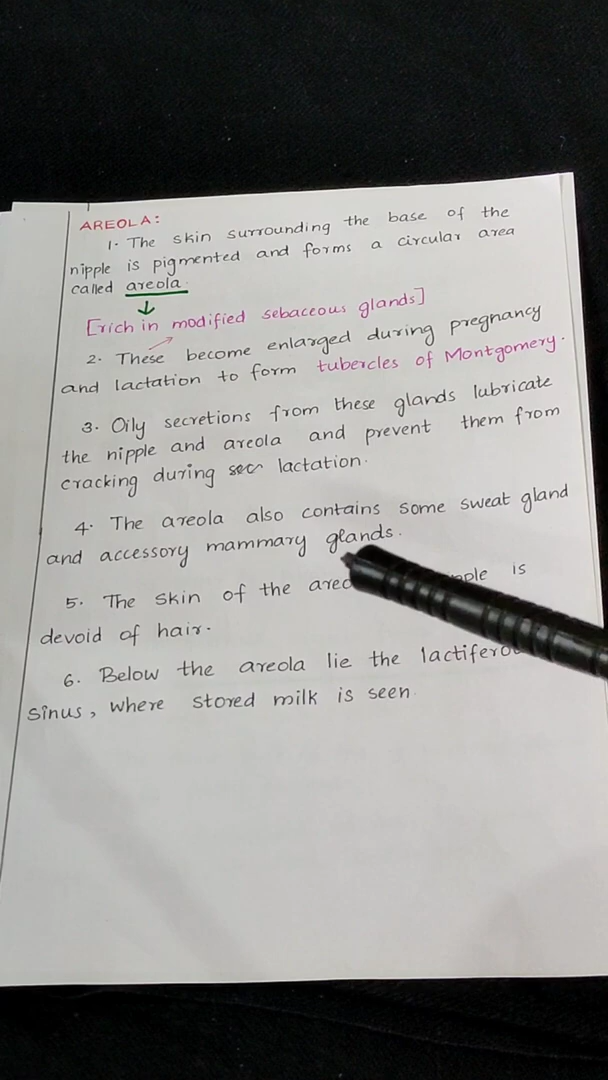 AREOLA:
1. The skin surrounding the base of the
nipple is pigmented and forms a circular area
called areola.
[rich in modified sebaceous glands]
2. These become enlarged during pregnancy
and lactation to form tubercles of Montgomery.
3. Oily secretions from these glands lubricate
the nipple and areola and prevent them from
cracking during lactation.
4. The areola also contains some sweat gland
and accessory mammary glands.
5. The skin of the is
devoid of hair.
6. Below the areola lie the
sinus, where stored milk is seen.